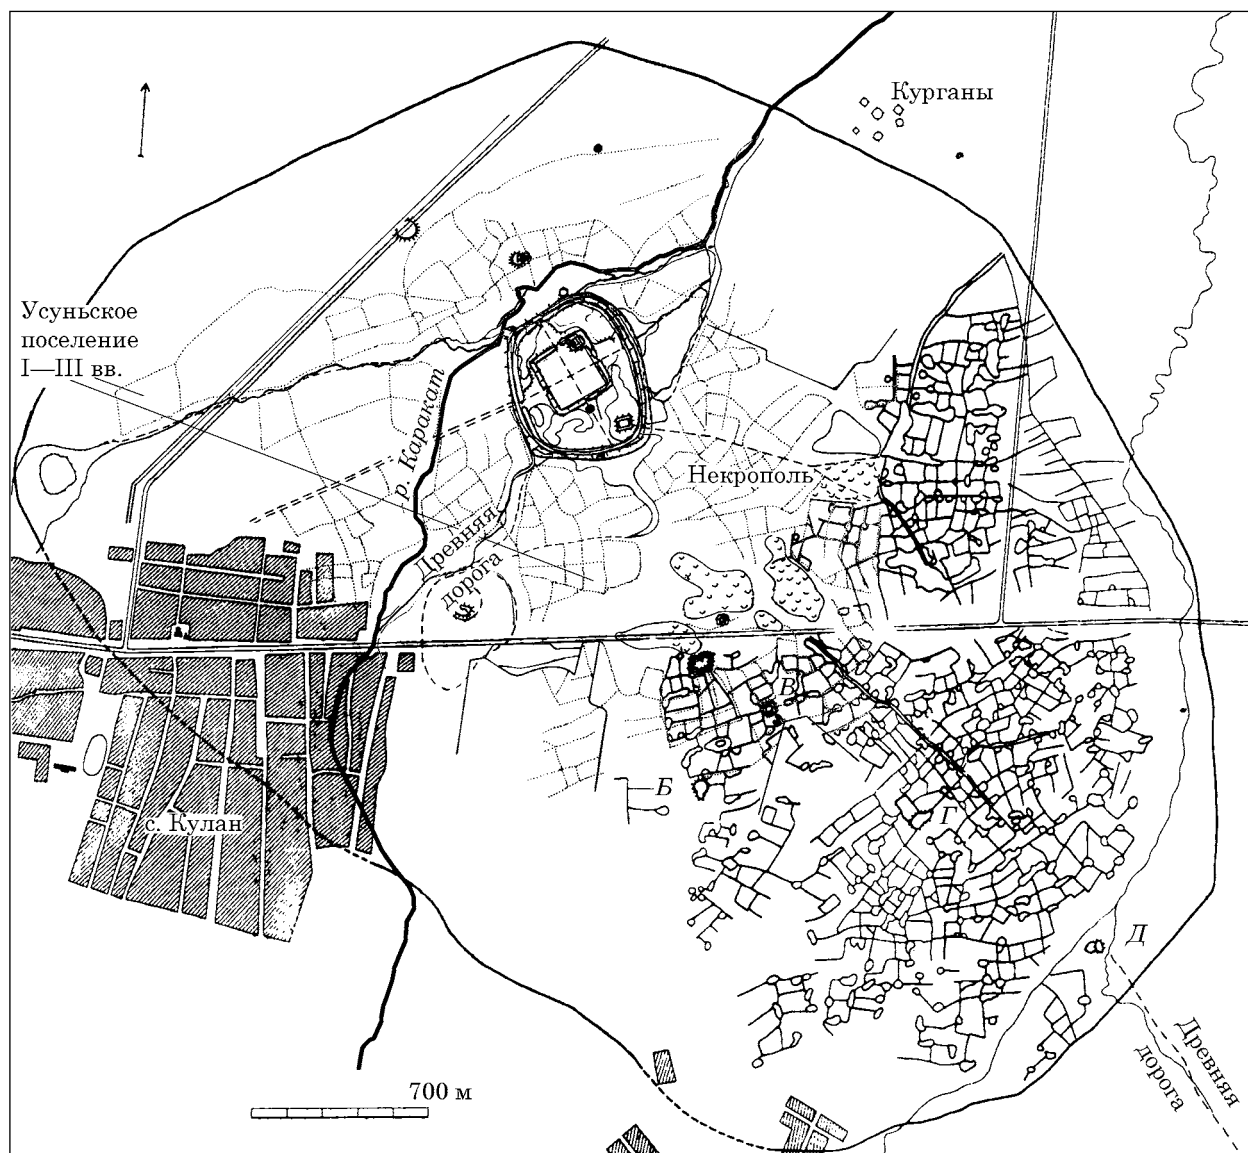 Курганы
Усуньское
поселение
I—III вв.
р. Каракат
Некрополь
Древняя
дорога
В
Б
Г
с. Кулан
Д
Древняя
дорога
700 м